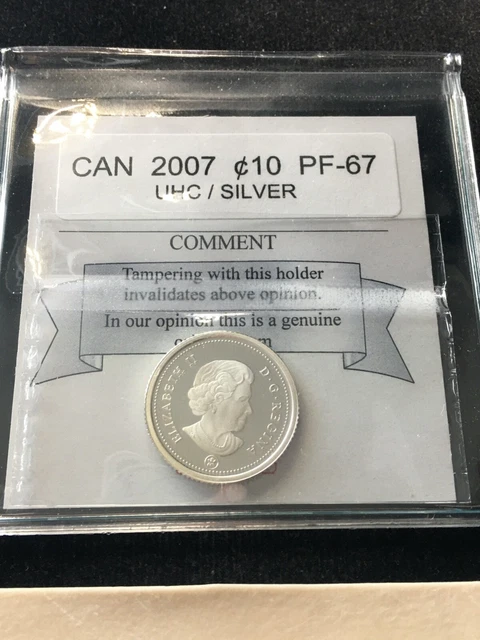 CAN 2007 ¢10 PF-67
UHC / SILVER
COMMENT
Tampering with this holder
invalidates above opinion.
In our opinion this is a genuine
ELIZABETH II D·G·REGINA